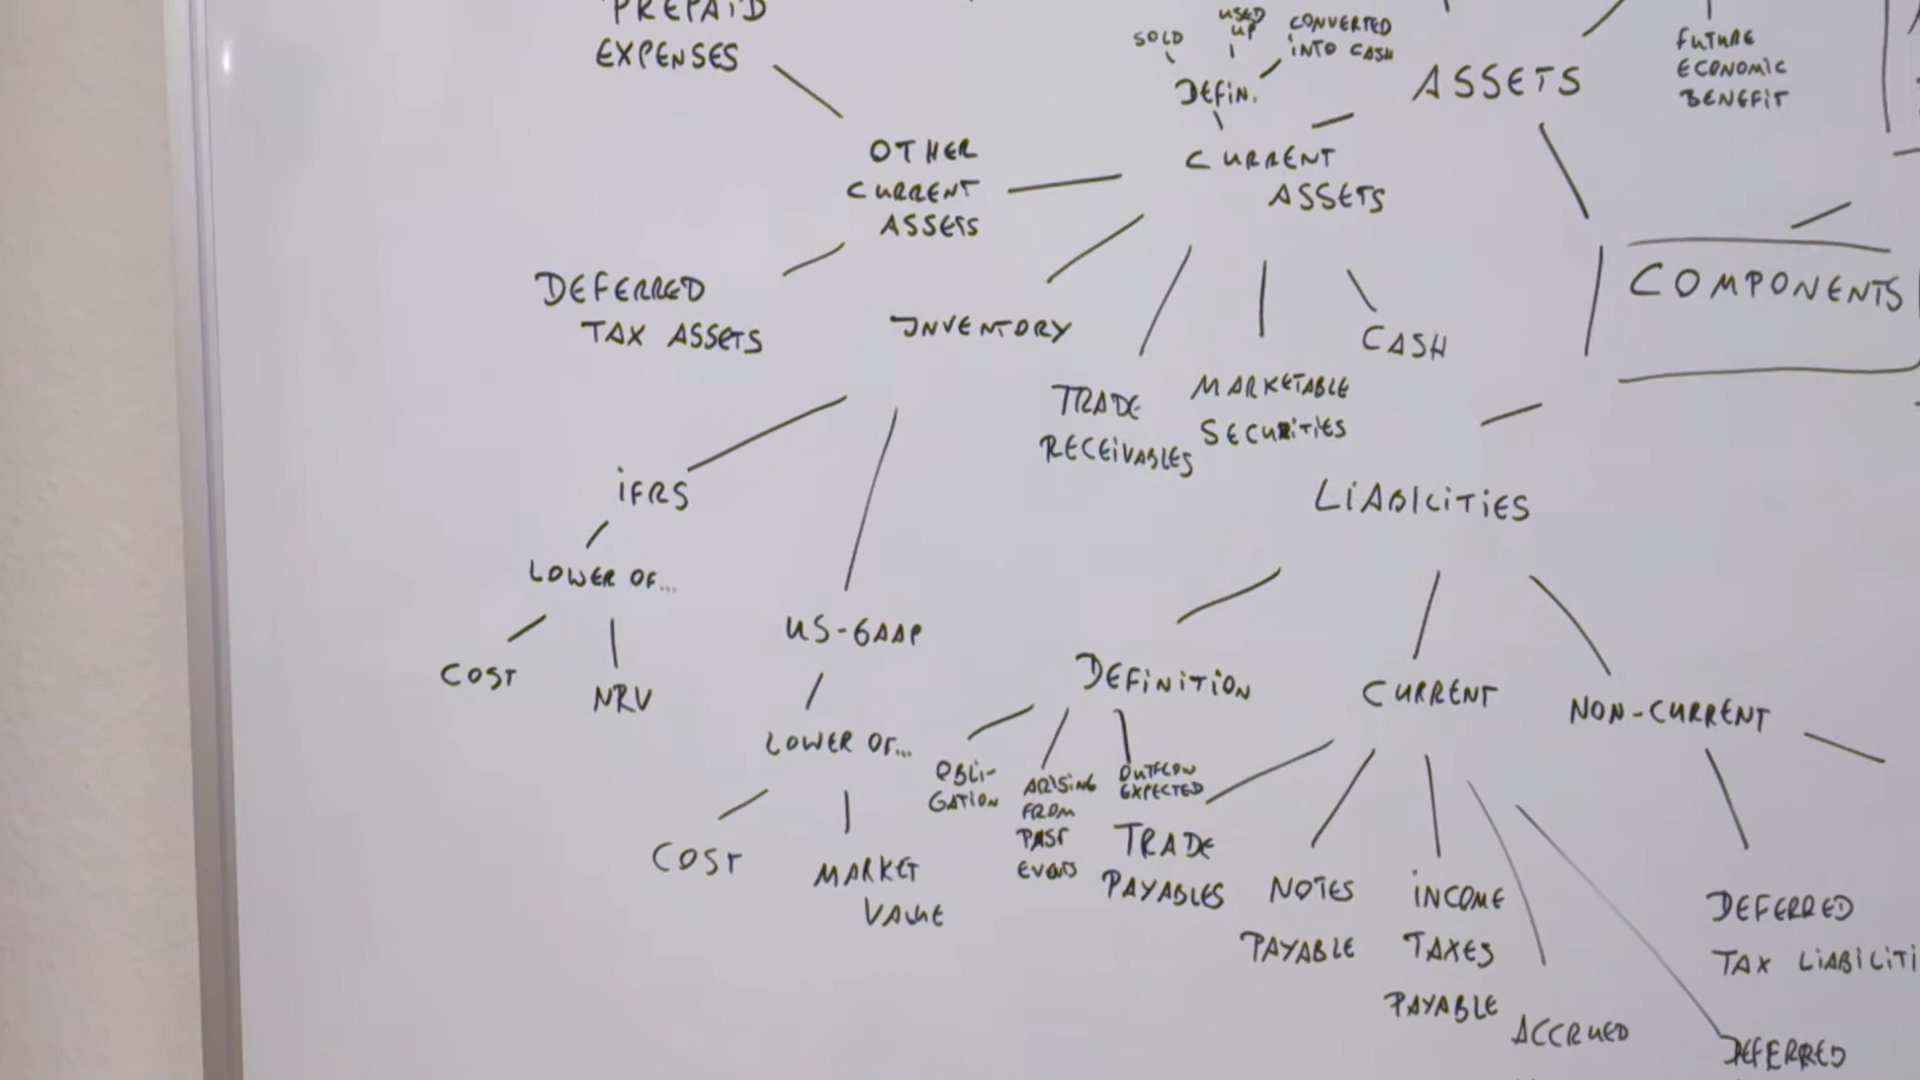 PREPAID
EXPENSES
SOLD
USED
UP
CONVERTED
INTO CASH
DEFIN.
ASSETS
FUTURE
ECONOMIC
BENEFIT
OTHER
CURRENT
ASSETS
CURRENT
ASSETS
COMPONENTS
DEFERRED
TAX ASSETS
INVENTORY
CASH
TRADE
RECEIVABLES
MARKETABLE
SECURITIES
iFRS
LIABILITIES
LOWER OF...
COST
NRV
US-GAAP
DEFINITION
CURRENT
NON-CURRENT
LOWER OF...
OBLI-
GATION
ARISING
FROM
PAST
EVENTS
OUTFLOW
EXPECTED
COST
MARKET
VALUE
TRADE
PAYABLES
NOTES
PAYABLE
INCOME
TAXES
PAYABLE
ACCRUED
DEFERRED
DEFERRED
TAX LIABILITI